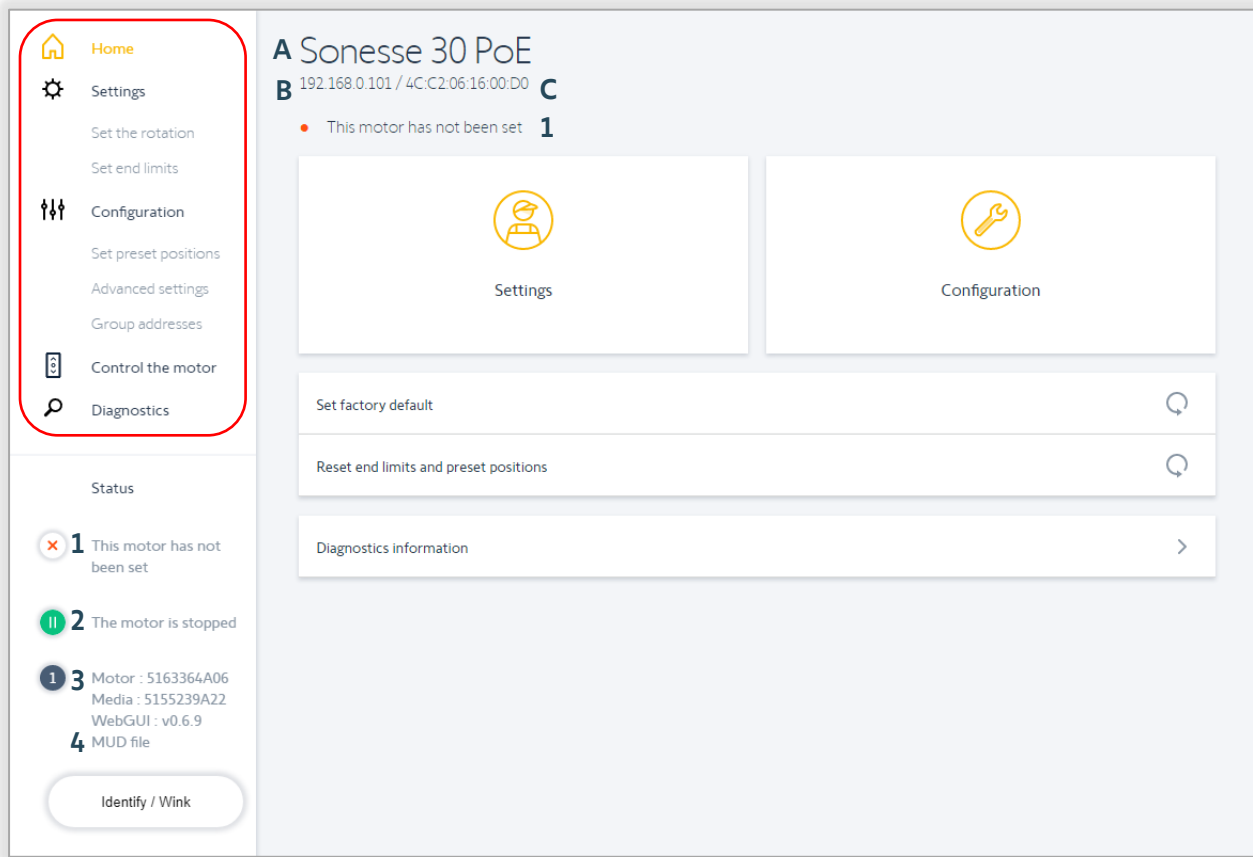 Home
Settings
Set the rotation
Set end limits
Configuration
Set preset positions
Advanced settings
Group addresses
Control the motor
Diagnostics
Status
1 This motor has not
been set
2 The motor is stopped
1 3 Motor : 5163364A06
Media : 5155239A22
WebGUI : v0.6.9
4 MUD file
Identify / Wink
A Sonesse 30 PoE
B 192.168.0.101 / 4C:C2:06:16:00:D0 C
This motor has not been set 1
Settings
Configuration
Set factory default
Reset end limits and preset positions
Diagnostics information